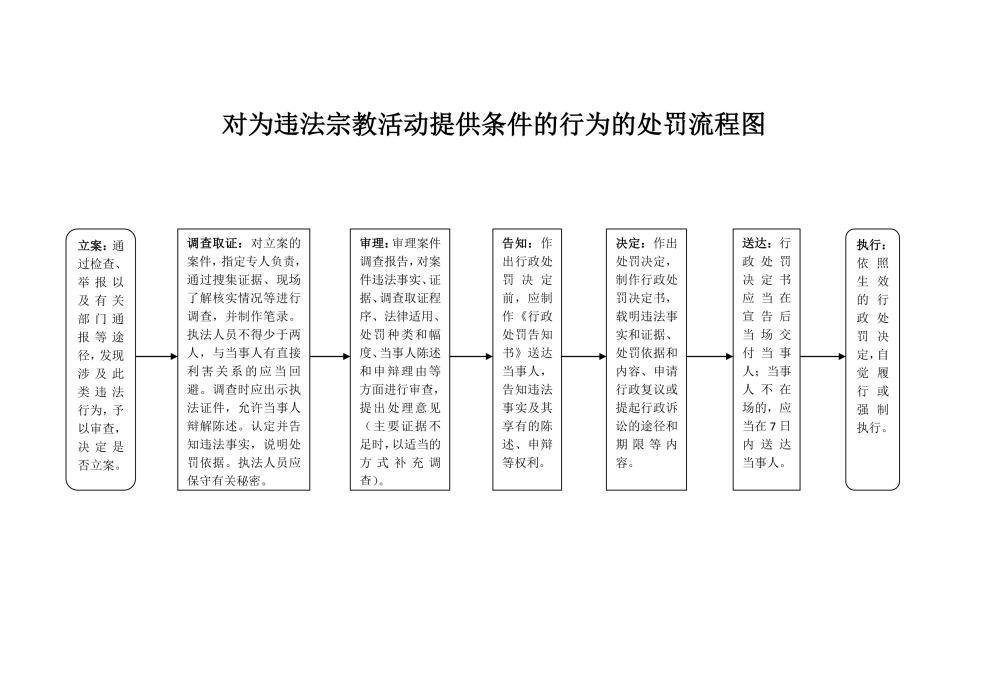 对为违法宗教活动提供条件的行为的处罚流程图
立案：通
过检查、
举报以
及有关
部门通
报等途
径，发现
涉及此
类违法
行为，予
以审查，
决定是
否立案。
调查取证：对立案的
案件，指定专人负责，
通过搜集证据、现场
了解核实情况等进行
调查，并制作笔录。
执法人员不得少于两
人，与当事人有直接
利害关系的应当回
避。调查时应出示执
法证件，允许当事人
辩解陈述。认定并告
知违法事实，说明处
罚依据。执法人员应
保守有关秘密。
审理：审理案件
调查报告，对案
件违法事实、证
据、调查取证程
序、法律适用、
处罚种类和幅
度、当事人陈述
和申辩理由等
方面进行审查，
提出处理意见
（主要证据不
足时，以适当的
方式补充调
查）。
告知：作
出行政处
罚决定
前，应制
作《行政
处罚告知
书》送达
当事人，
告知违法
事实及其
享有的陈
述、申辩
等权利。
决定：作出
处罚决定，
制作行政处
罚决定书，
载明违法事
实和证据、
处罚依据和
内容、申请
行政复议或
提起行政诉
讼的途径和
期限等内
容。
送达：行
政处罚
决定书
应当在
宣告后
当场交
付当事
人；当事
人不在
场的，应
当在7日
内送达
当事人。
执行：
依照
生效
的行
政处
罚决
定，自
觉履
行或
强制
执行。